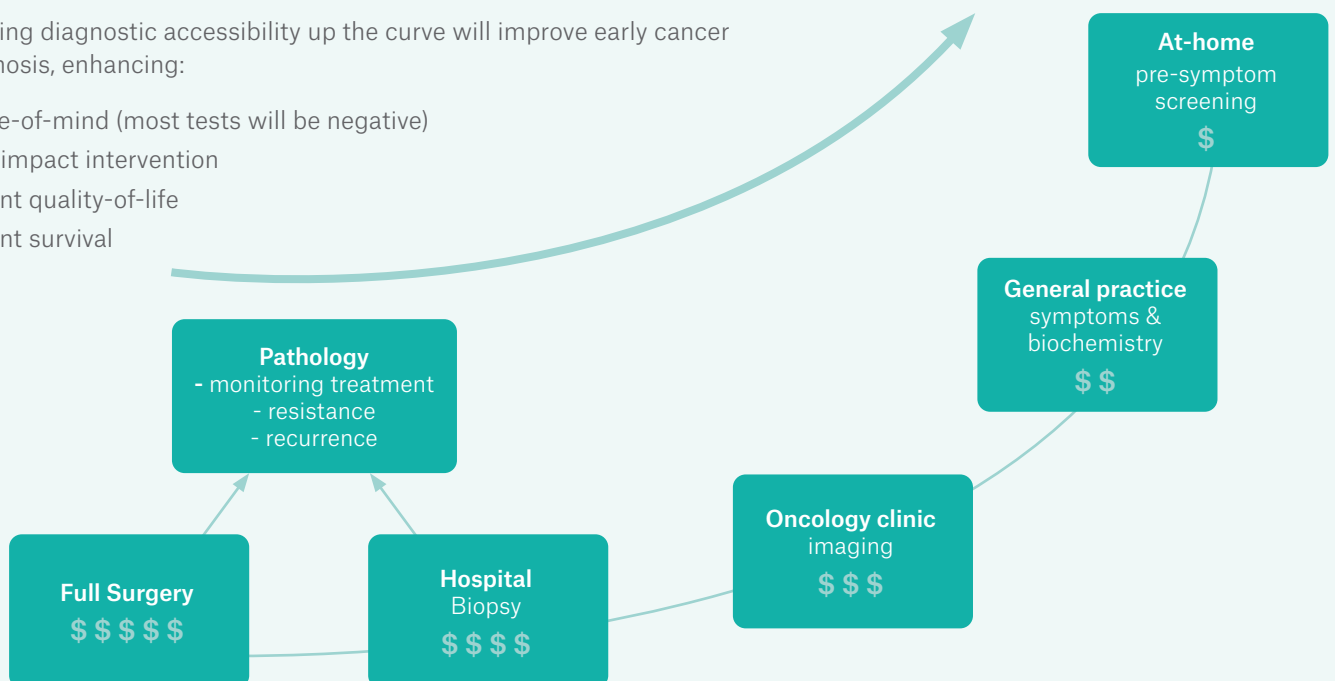 ing diagnostic accessibility up the curve will improve early cancer
nosis, enhancing:
e-of-mind (most tests will be negative)
impact intervention
nt quality-of-life
nt survival
At-home
pre-symptom
screening
$
General practice
symptoms &
biochemistry
$ $
Pathology
- monitoring treatment
- resistance
- recurrence
Oncology clinic
imaging
$ $ $
Hospital
Biopsy
$ $ $ $
Full Surgery
$ $ $ $ $